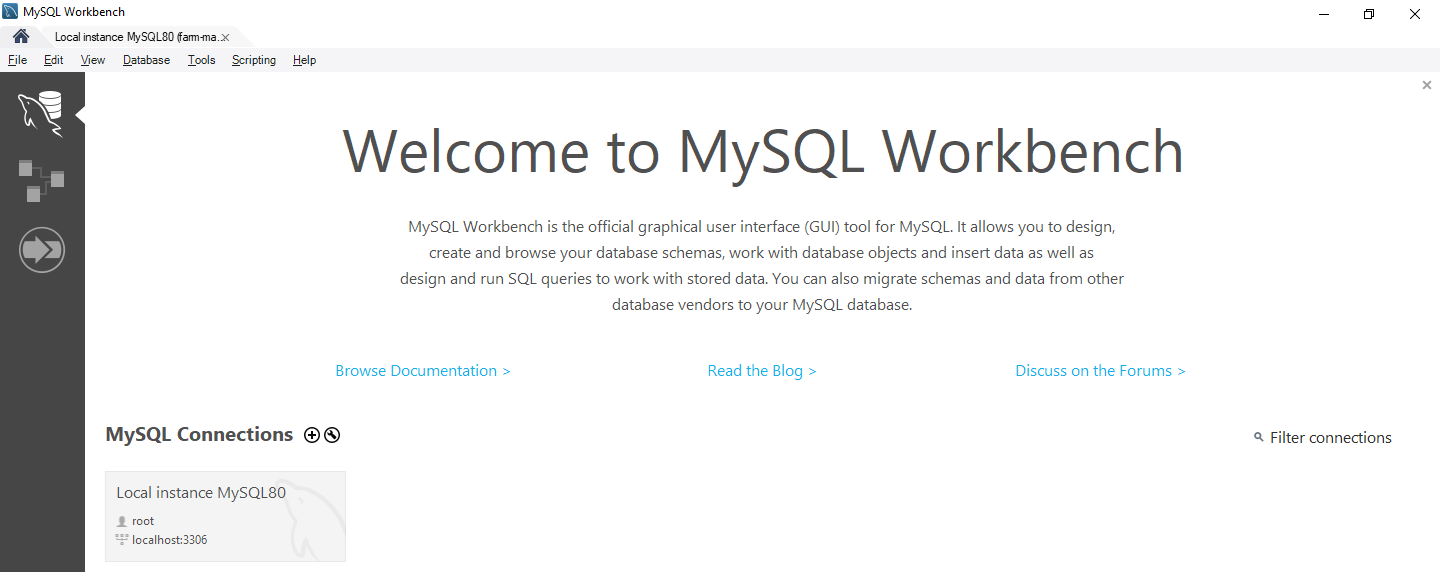 MySQL Workbench
Local instance MySQL80 (farm-ma...
File Edit View Database Tools Scripting Help
Welcome to MySQL Workbench
MySQL Workbench is the official graphical user interface (GUI) tool for MySQL. It allows you to design,
create and browse your database schemas, work with database objects and insert data as well as
design and run SQL queries to work with stored data. You can also migrate schemas and data from other
database vendors to your MySQL database.
Browse Documentation > Read the Blog > Discuss on the Forums >
MySQL Connections
Filter connections
Local instance MySQL80
root
localhost:3306